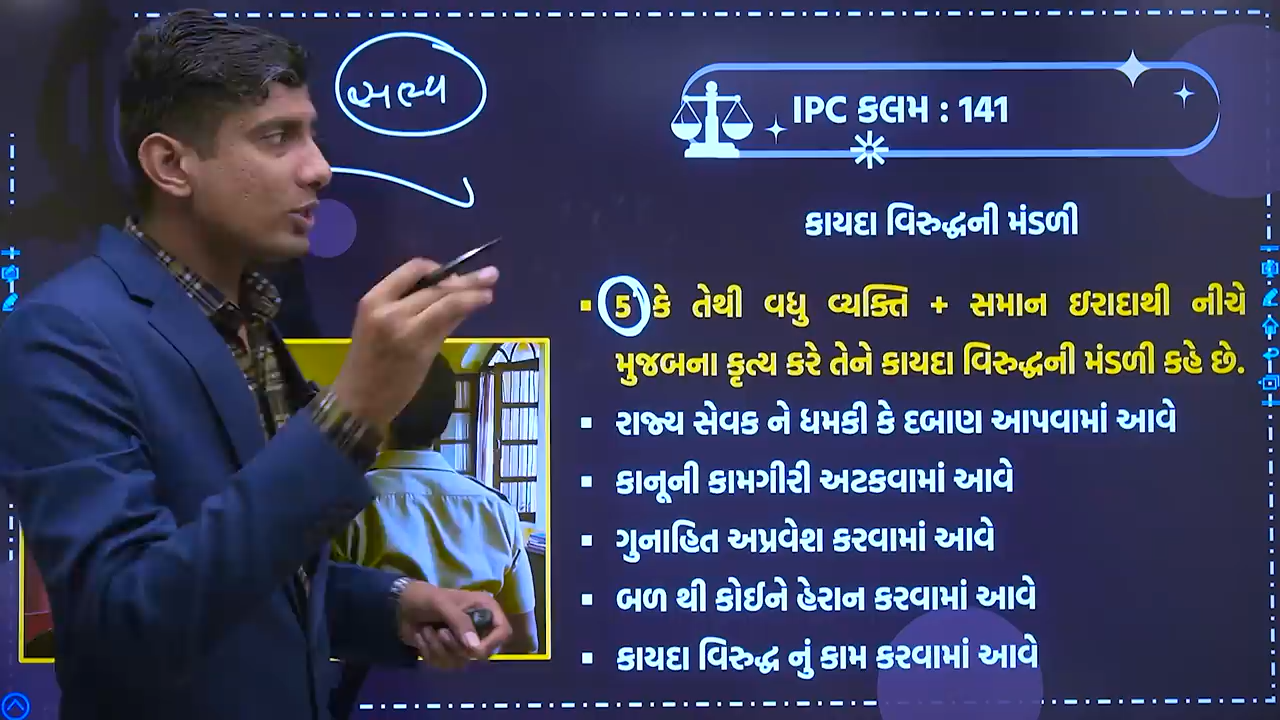 સભ્ય
IPC કલમ : 141
કાયદા વિરુદ્ધની મંડળી
5 કે તેથી વધુ વ્યક્તિ + સમાન ઇરાદાથી નીચે
મુજબના કૃત્ય કરે તેને કાયદા વિરુદ્ધની મંડળી કહે છે.
રાજ્ય સેવક ને ધમકી કે દબાણ આપવામાં આવે
કાનૂની કામગીરી અટકવામાં આવે
ગુનાહિત અપ્રવેશ કરવામાં આવે
બળ થી કોઈને હેરાન કરવામાં આવે
કાયદા વિરુદ્ધ નું કામ કરવામાં આવે